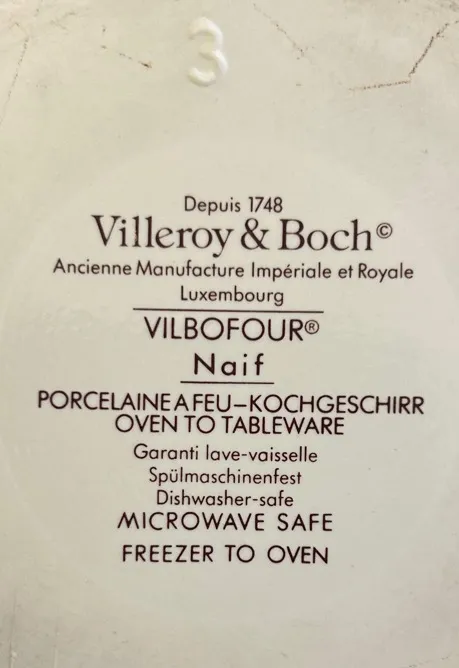 3
Depuis 1748
Villeroy & Boch©
Ancienne Manufacture Impériale et Royale
Luxembourg
VILBOFOUR®
Naif
PORCELAINE A FEU–KOCHGESCHIRR
OVEN TO TABLEWARE
Garanti lave-vaisselle
Spülmaschinenfest
Dishwasher-safe
MICROWAVE SAFE
FREEZER TO OVEN